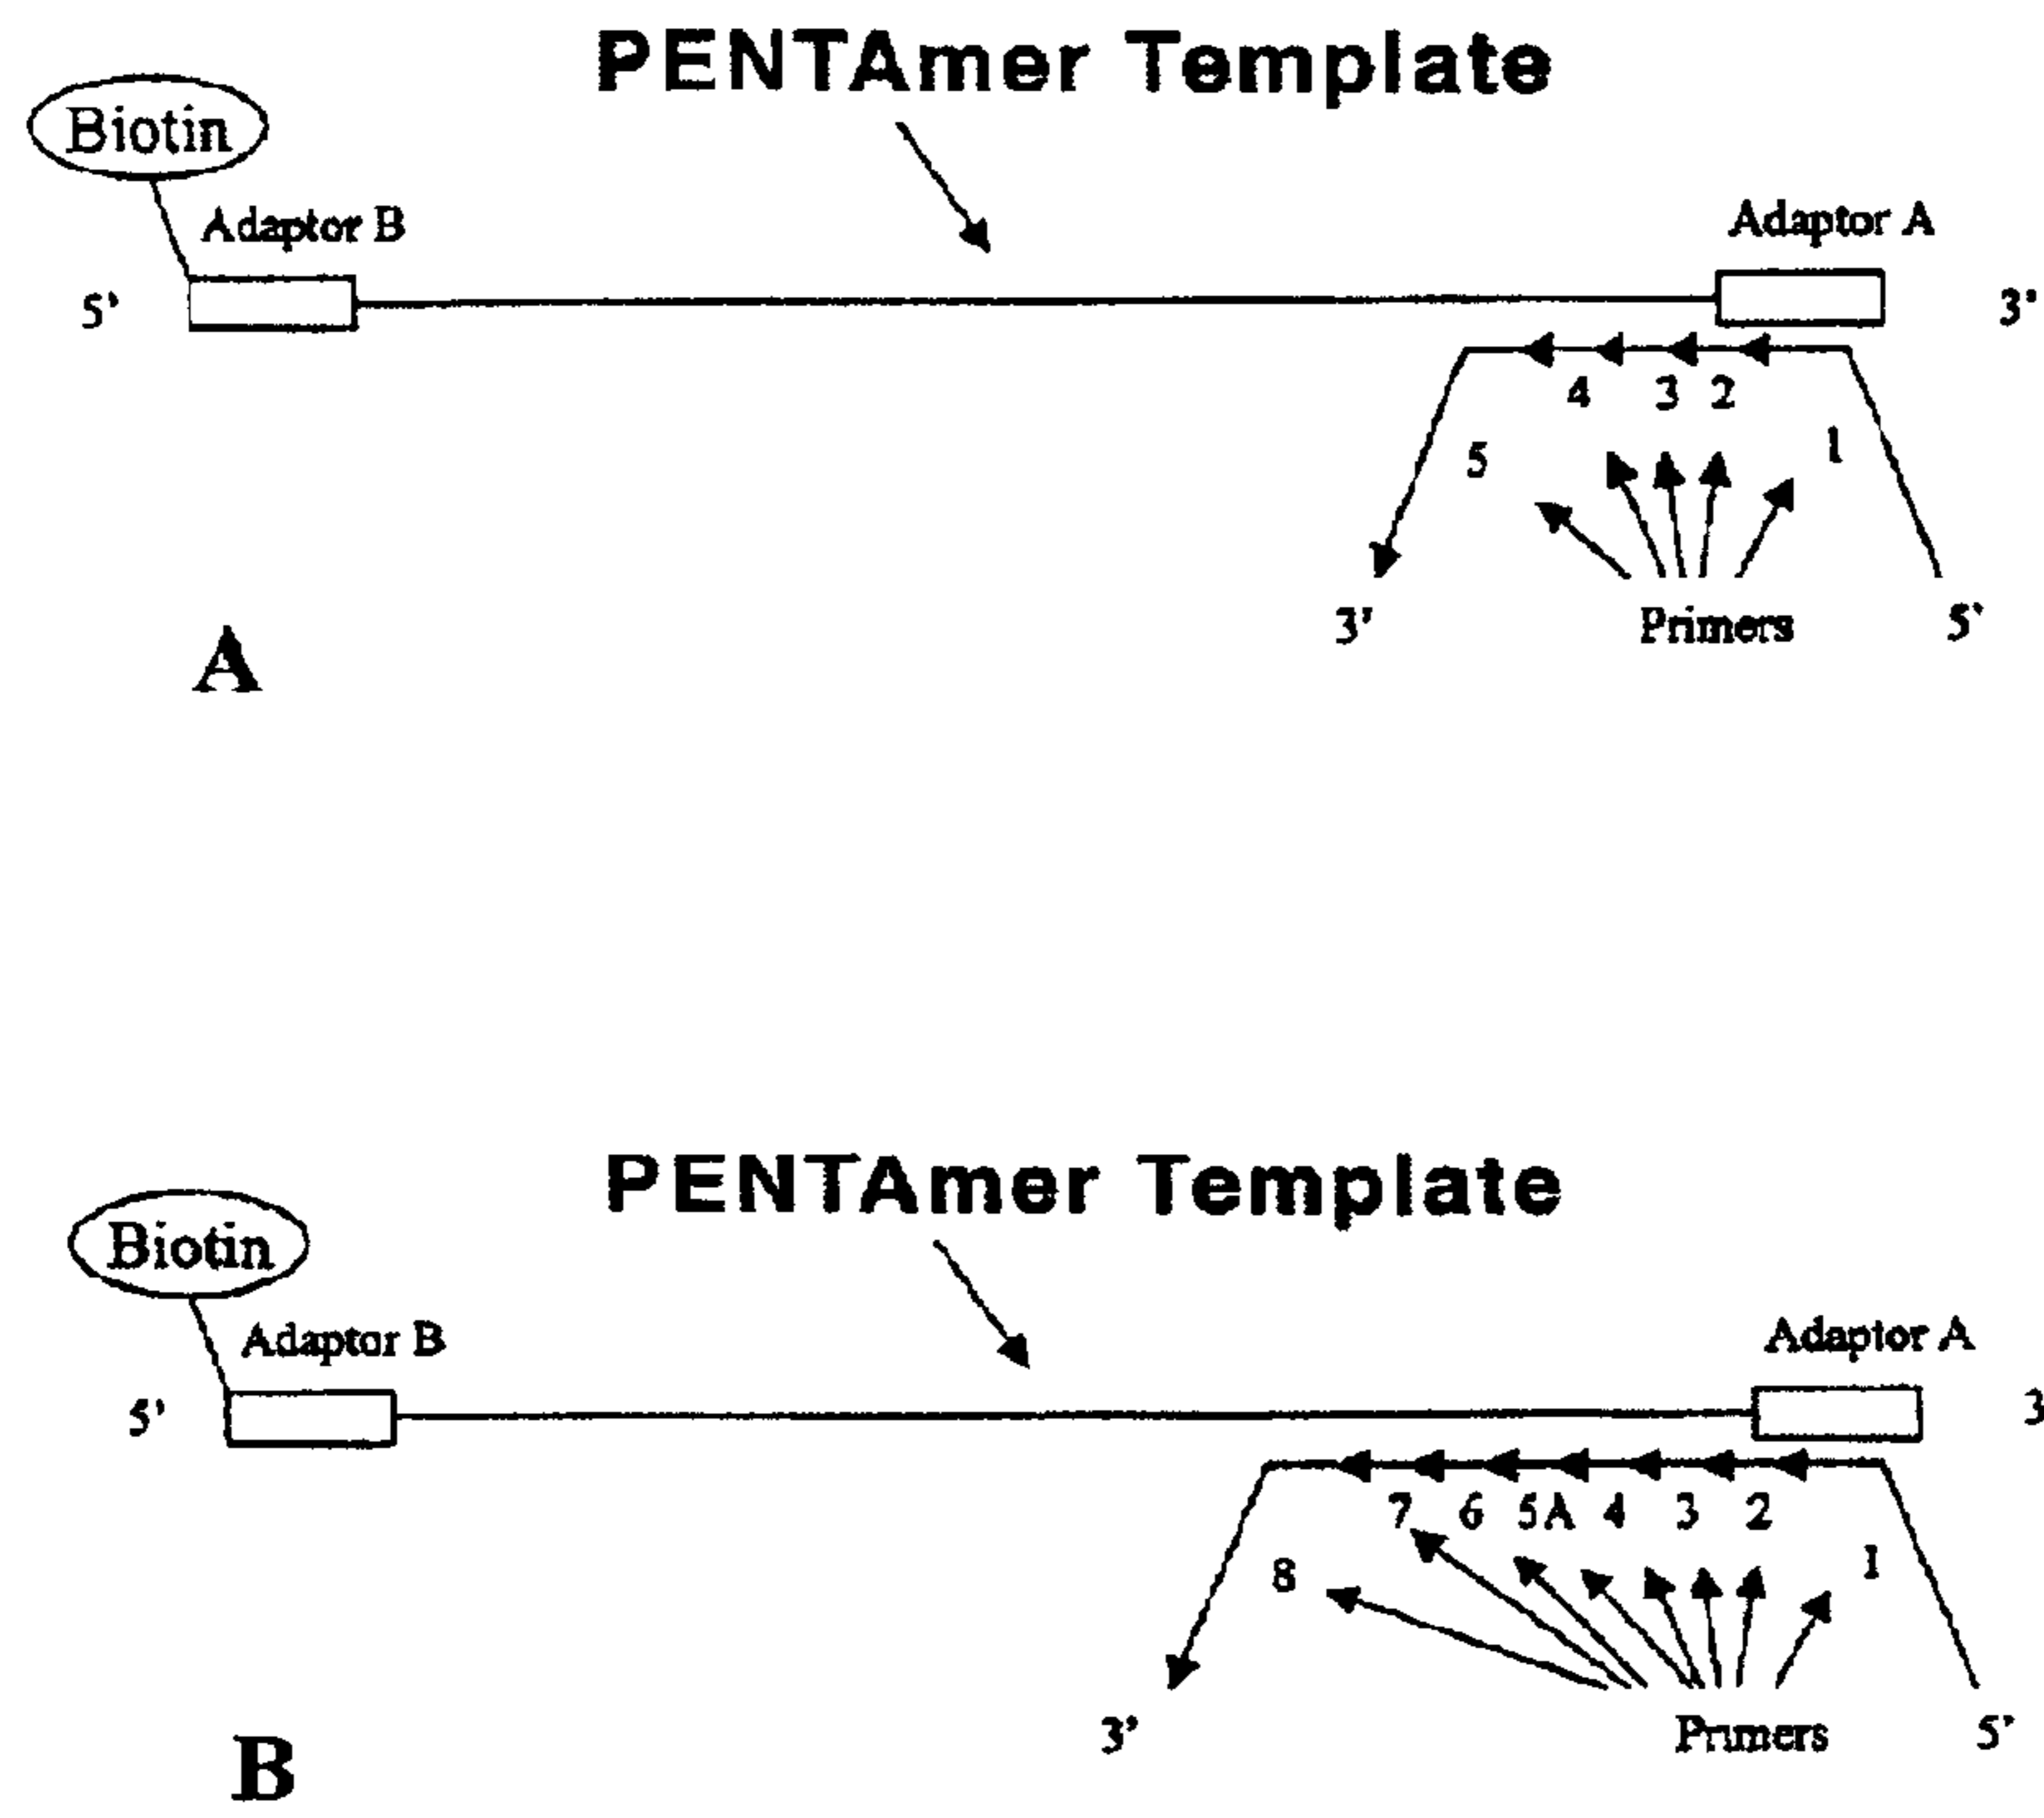 PENTAmer Template
Biotin
Adaptor B
Adaptor A
5'
3'
4 3 2
5 1
3' Primers 5'
A
PENTAmer Template
Biotin
Adaptor B
Adaptor A
5'
3
7 6 5A 4 3 2
8 1
3' Primers 5'
B